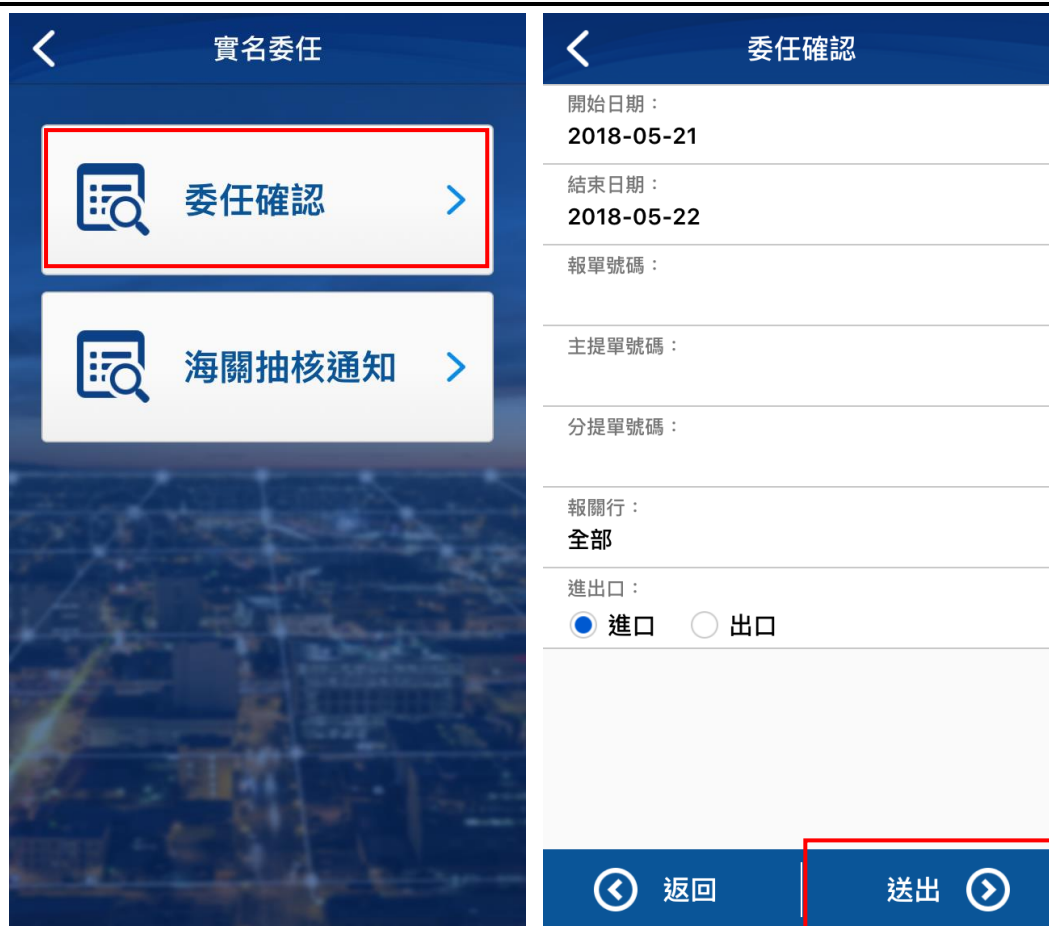 實名委任
委任確認
海關抽核通知
委任確認
開始日期：
2018-05-21
結束日期：
2018-05-22
報單號碼：
主提單號碼：
分提單號碼：
報關行：
全部
進出口：
進口 出口
返回 送出